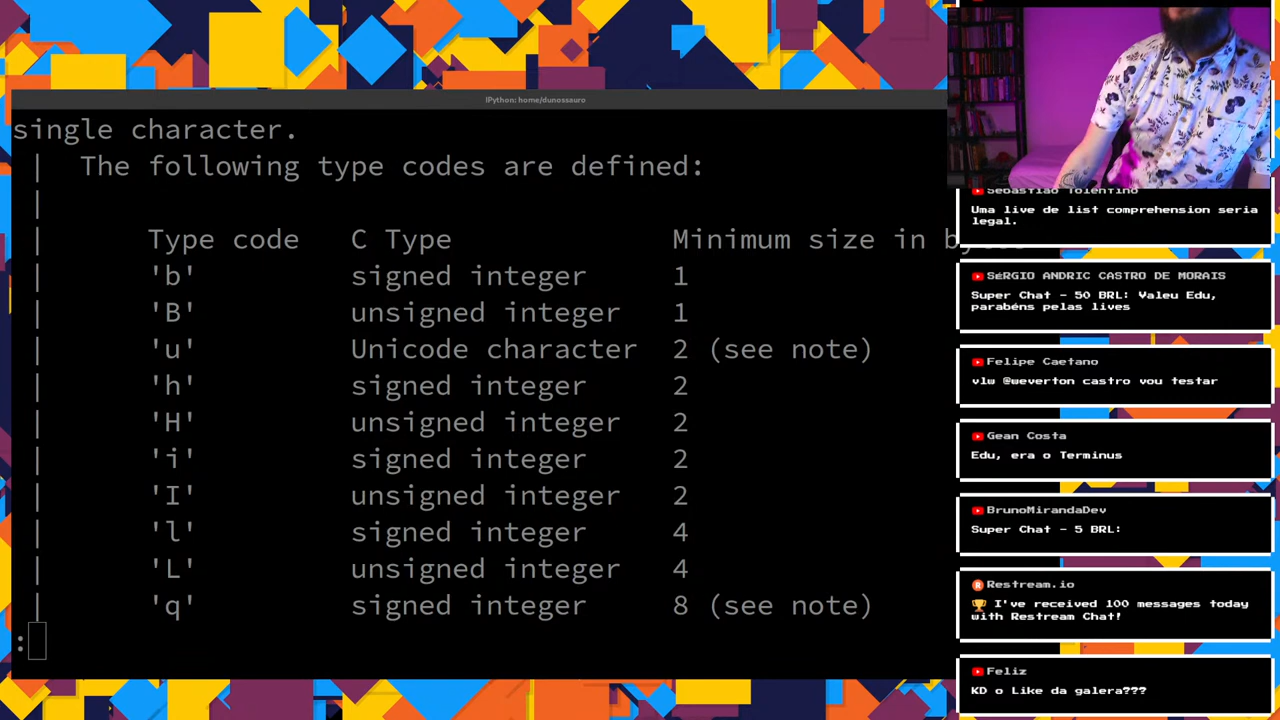 IPython: home/dunossauro
single character.
| The following type codes are defined:
|
| Type code C Type Minimum size in bytes
| 'b' signed integer 1
| 'B' unsigned integer 1
| 'u' Unicode character 2 (see note)
| 'h' signed integer 2
| 'H' unsigned integer 2
| 'i' signed integer 2
| 'I' unsigned integer 2
| 'l' signed integer 4
| 'L' unsigned integer 4
| 'q' signed integer 8 (see note)
:
Sebastião Tolentino
Uma live de list comprehension seria
legal.
SéRGIO ANDRIC CASTRO DE MORAIS
Super Chat - 50 BRL: Valeu Edu,
parabéns pelas lives
Felipe Caetano
vlw @weverton castro vou testar
Gean Costa
Edu, era o Terminus
BrunoMirandaDev
Super Chat - 5 BRL:
Restream.io
🏆 I've received 100 messages today
with Restream Chat!
Feliz
KD o Like da galera???